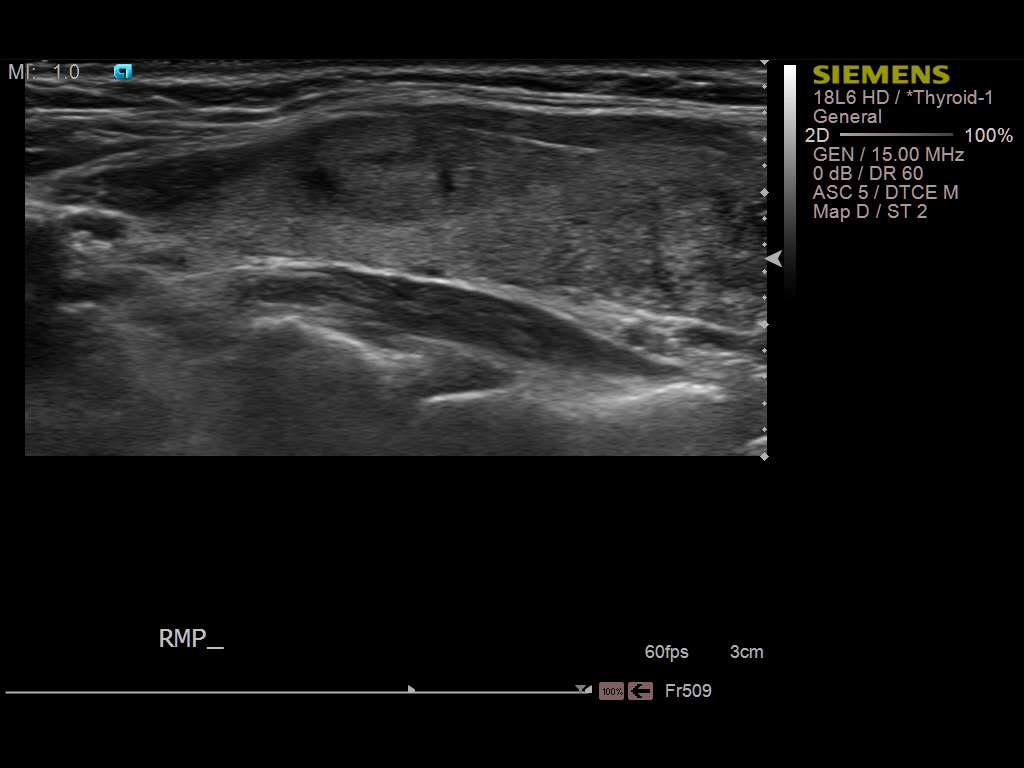 MI: 1.0
SIEMENS
18L6 HD / *Thyroid-1
General
2D 100%
GEN / 15.00 MHz
0 dB / DR 60
ASC 5 / DTCE M
Map D / ST 2
RMP_
60fps 3cm
100% Fr509